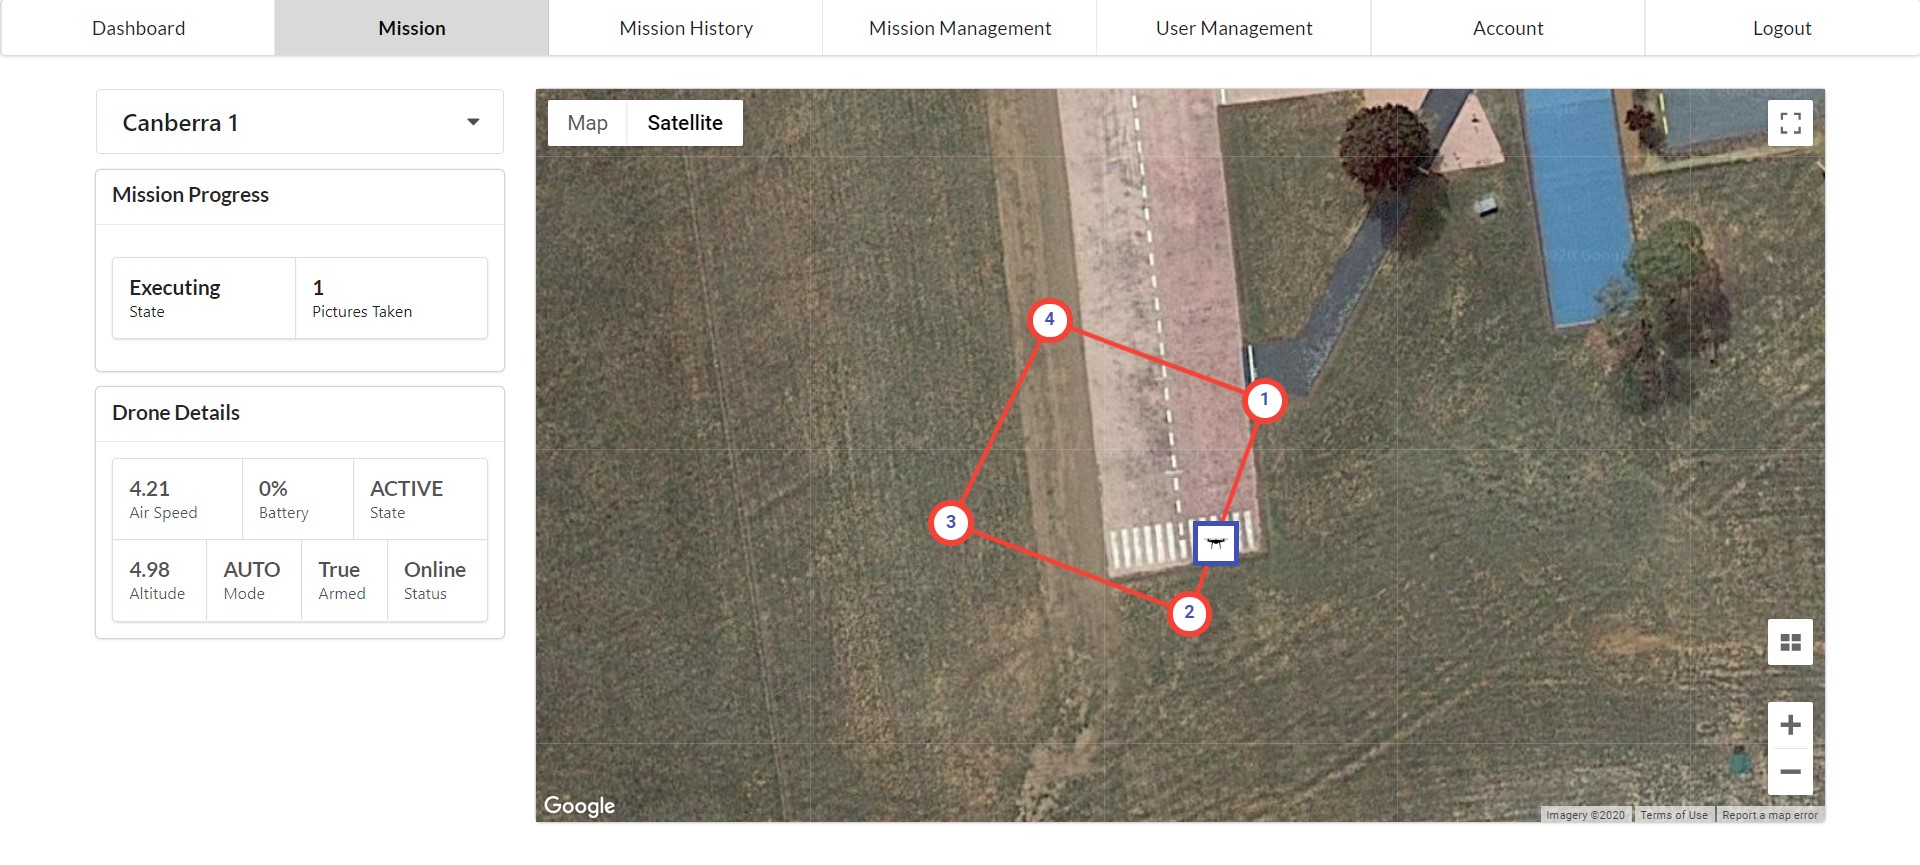 Dashboard
Mission
Mission History
Mission Management
User Management
Account
Logout
Canberra 1
Mission Progress
Executing
State
1
Pictures Taken
Drone Details
4.21
Air Speed
0%
Battery
ACTIVE
State
4.98
Altitude
AUTO
Mode
True
Armed
Online
Status
Map
Satellite
4
1
3
2
Google
Imagery ©2020
Terms of Use
Report a map error